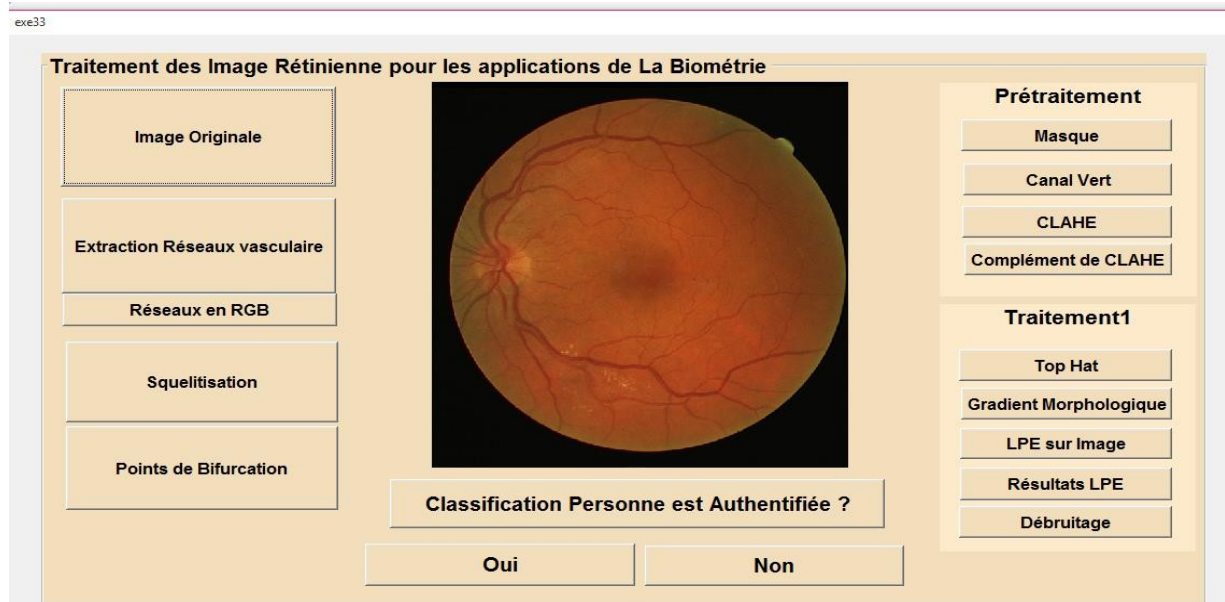 exe33
Traitement des Image Rétinienne pour les applications de La Biométrie
Image Originale
Extraction Réseaux vasculaire
Réseaux en RGB
Squelitisation
Points de Bifurcation
Classification Personne est Authentifiée ?
Oui
Non
Prétraitement
Masque
Canal Vert
CLAHE
Complément de CLAHE
Traitement1
Top Hat
Gradient Morphologique
LPE sur Image
Résultats LPE
Débruitage